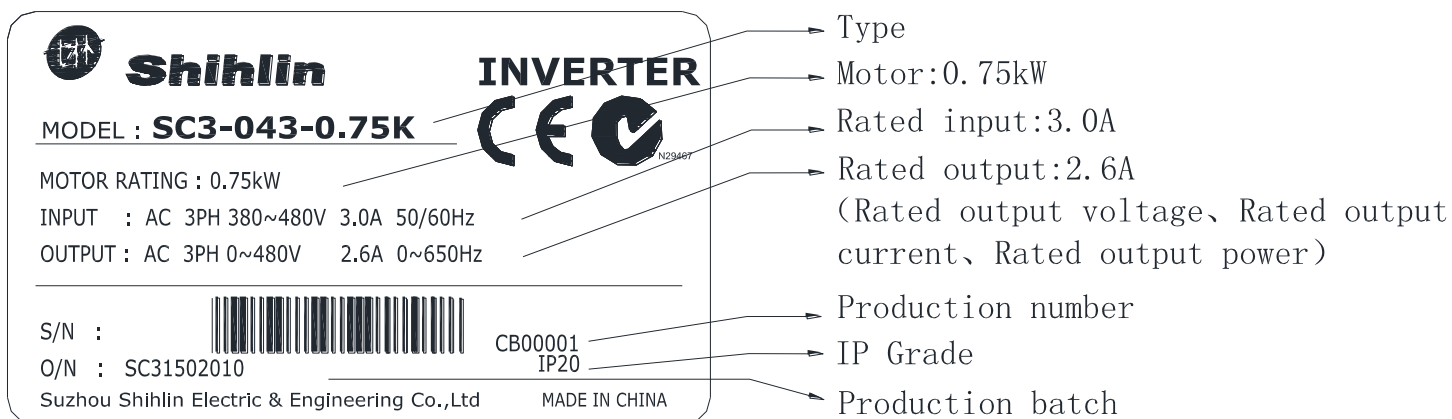 Shihlin
INVERTER
MODEL : SC3-043-0.75K
N29467
MOTOR RATING : 0.75kW
INPUT : AC 3PH 380~480V 3.0A 50/60Hz
OUTPUT : AC 3PH 0~480V 2.6A 0~650Hz
S/N :
CB00001
IP20
O/N : SC31502010
Suzhou Shihlin Electric & Engineering Co.,Ltd MADE IN CHINA
Type
Motor:0.75kW
Rated input:3.0A
Rated output:2.6A
(Rated output voltage、Rated output
current、Rated output power)
Production number
IP Grade
Production batch